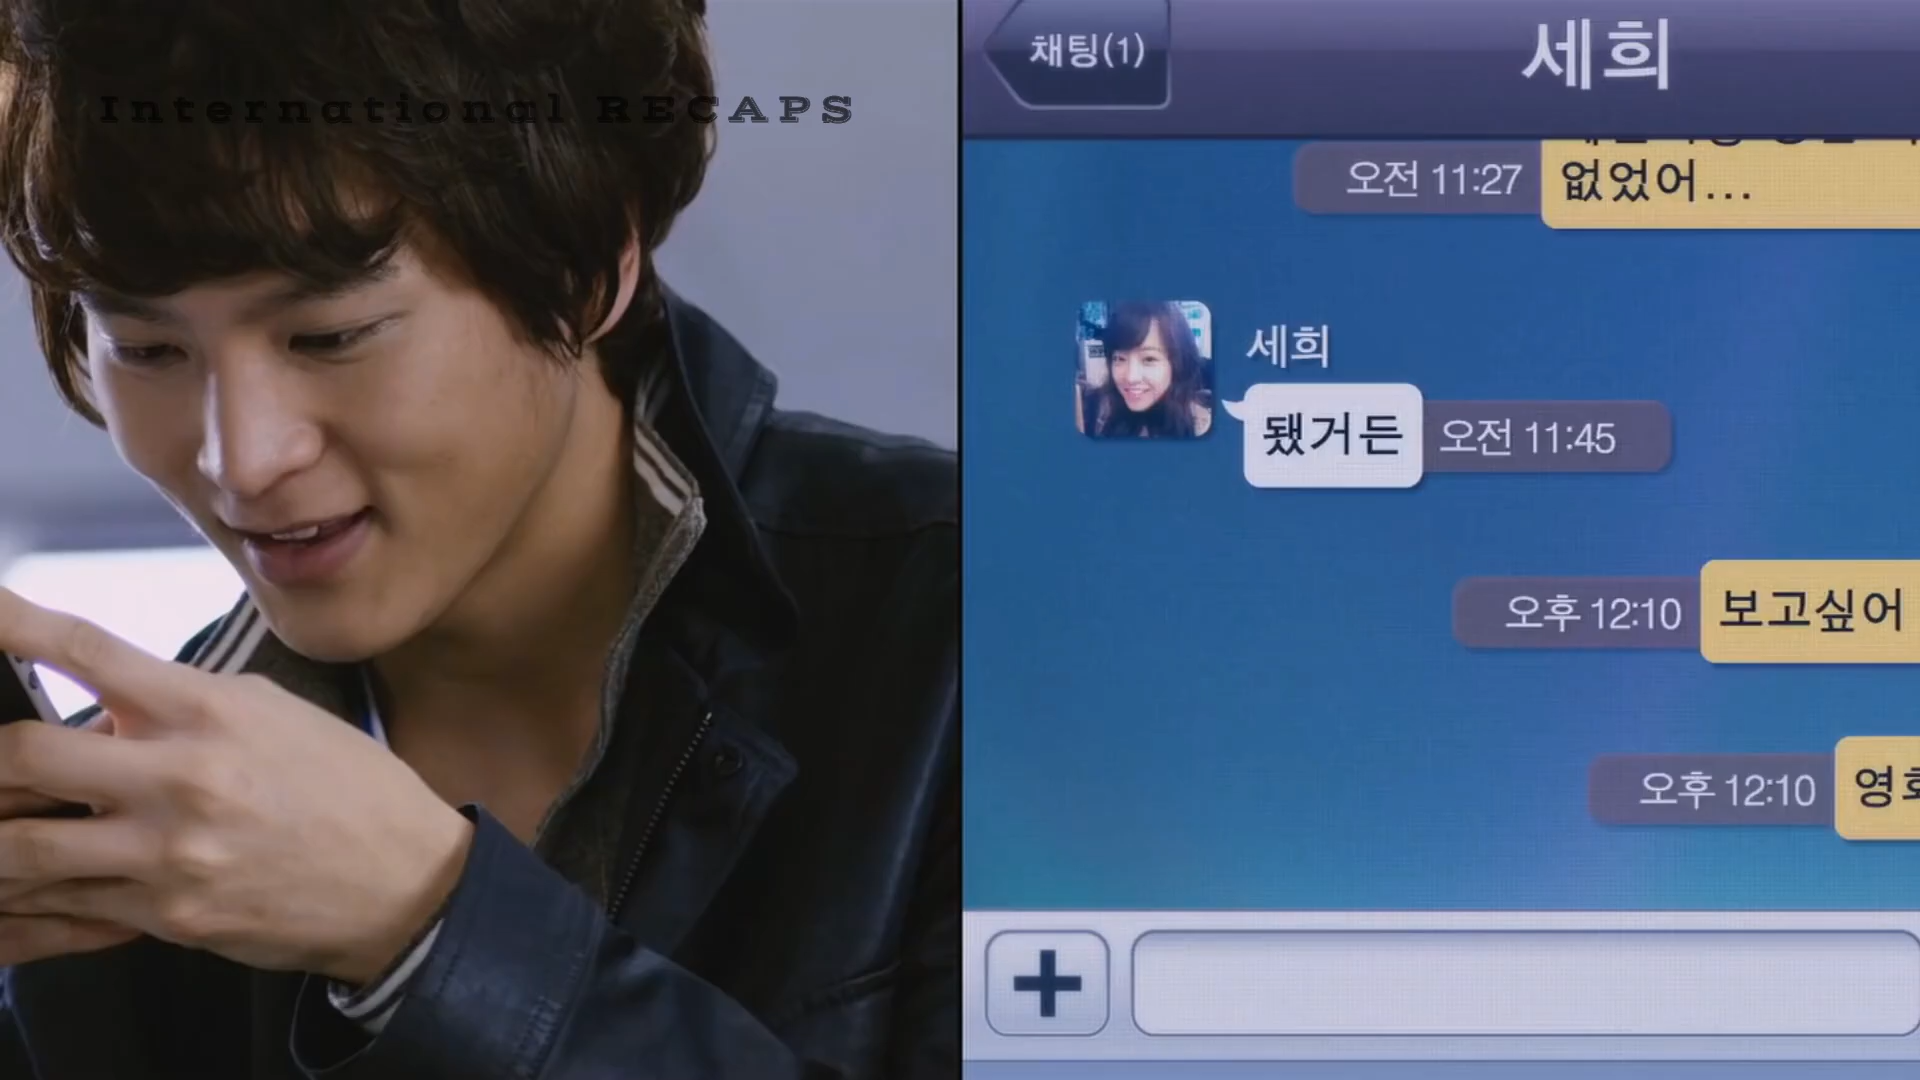 International RECAPS
채팅(1)
세희
오전 11:27
없었어...
세희
됐거든
오전 11:45
오후 12:10
보고싶어
오후 12:10